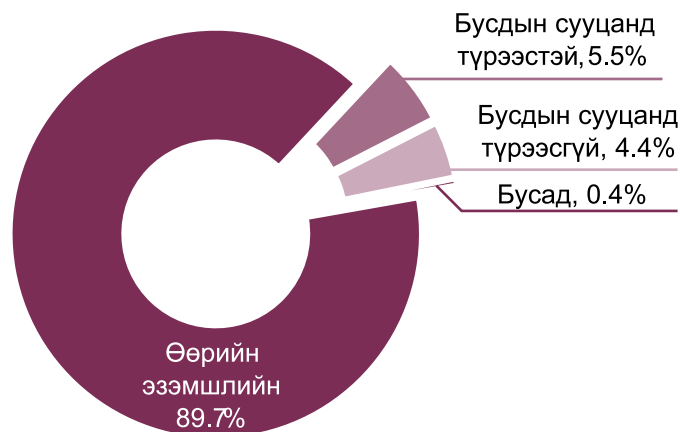 Бусдын сууцанд
түрээстэй, 5.5%
Бусдын сууцанд
түрээсгүй, 4.4%
Бусад, 0.4%
Өөрийн
эзэмшлийн
89.7%